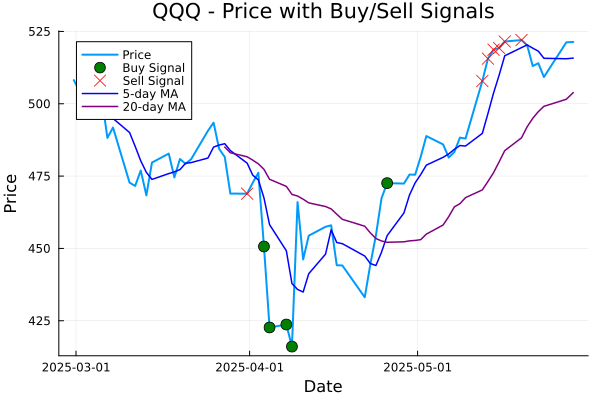 QQQ - Price with Buy/Sell Signals
Price
Buy Signal
Sell Signal
5-day MA
20-day MA
525
500
475
450
425
Price
2025-03-01
2025-04-01
2025-05-01
Date